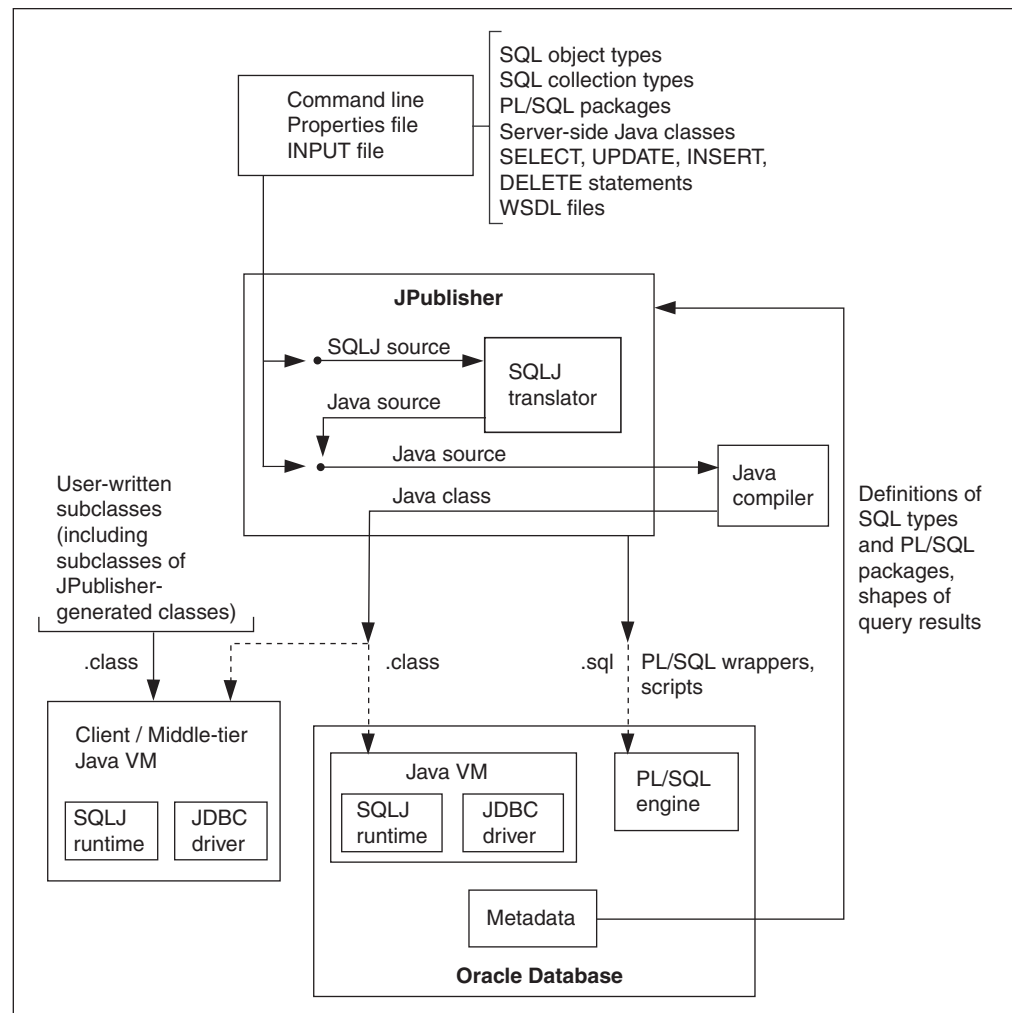 SQL object types
SQL collection types
PL/SQL packages
Server-side Java classes
SELECT, UPDATE, INSERT,
DELETE statements
WSDL files
Command line
Properties file
INPUT file
JPublisher
SQLJ source
SQLJ
translator
Java source
Java source
Java
compiler
Java class
User-written
subclasses
(including
subclasses of
JPublisher-
generated classes)
Definitions of
SQL types
and PL/SQL
packages,
shapes of
query results
.class
.class
.sql
PL/SQL wrappers,
scripts
Client / Middle-tier
Java VM
SQLJ
runtime
JDBC
driver
Java VM
SQLJ
runtime
JDBC
driver
PL/SQL
engine
Metadata
Oracle Database